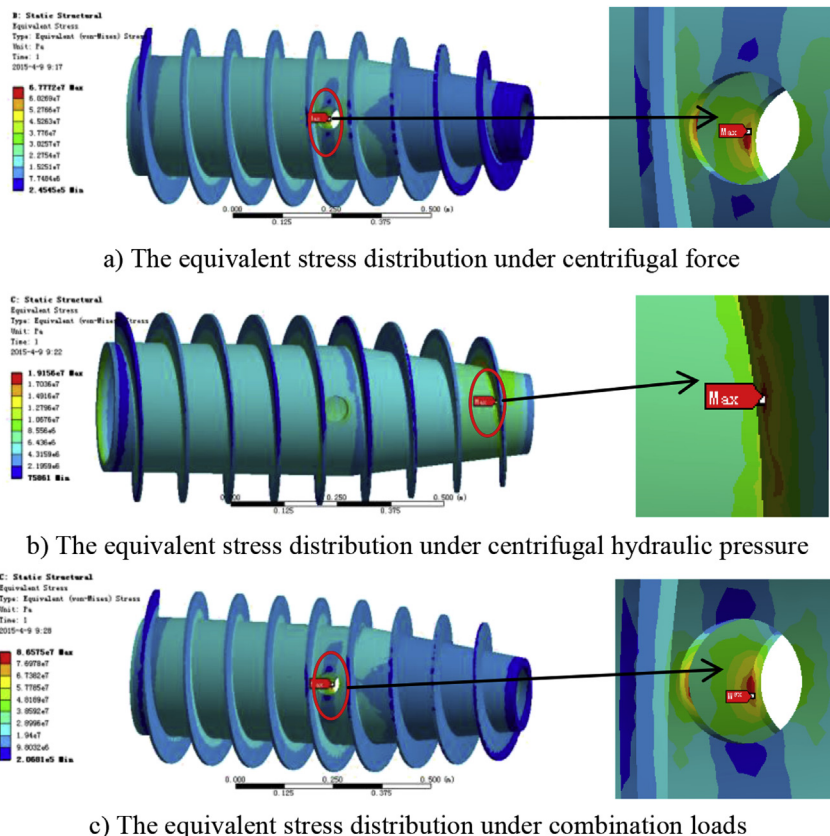 B: Static Structural
Equivalent Stress
Type: Equivalent (von-Mises) Stress
Unit: Pa
Time: 1
2015-4-9 9:17
6.7772e7 Max
6.0269e7
5.2766e7
4.5263e7
3.776e7
3.0257e7
2.2754e7
1.5251e7
7.7484e6
2.4545e5 Min
Max
Max
0.000 0.250 0.500 (m)
0.125 0.375
a) The equivalent stress distribution under centrifugal force
C: Static Structural
Equivalent Stress
Type: Equivalent (von-Mises) Stress
Unit: Pa
Time: 1
2015-4-9 9:22
1.9156e7 Max
1.7036e7
1.4916e7
1.2796e7
1.0676e7
8.556e6
6.436e6
4.3159e6
2.1959e6
75861 Min
Max
Max
0.000 0.250 0.500 (m)
0.125 0.375
b) The equivalent stress distribution under centrifugal hydraulic pressure
C: Static Structural
Equivalent Stress
Type: Equivalent (von-Mises) Stress
Unit: Pa
Time: 1
2015-4-9 9:28
8.6575e7 Max
7.6978e7
6.7382e7
5.7785e7
4.8189e7
3.8592e7
2.8996e7
1.94e7
9.8032e6
2.0681e5 Min
Max
Max
0.000 0.250 0.500 (m)
0.125 0.375
c) The equivalent stress distribution under combination loads